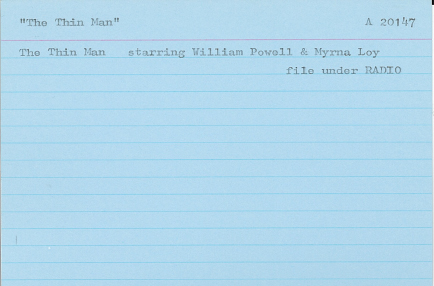 "The Thin Man" A 20147
The Thin Man starring William Powell & Myrna Loy
file under RADIO